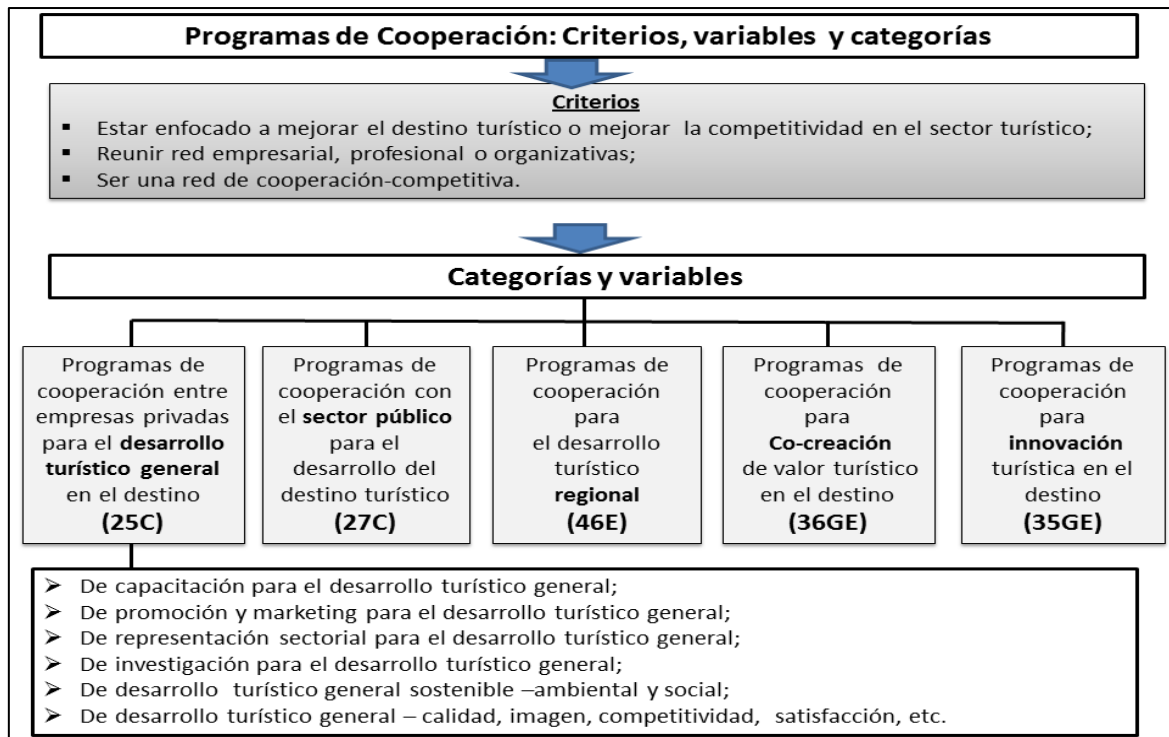 Programas de Cooperación: Criterios, variables y categorías
Criterios
▪ Estar enfocado a mejorar el destino turístico o mejorar la competitividad en el sector turístico;
▪ Reunir red empresarial, profesional o organizativas;
▪ Ser una red de cooperación-competitiva.
Categorías y variables
Programas de
cooperación entre
empresas privadas
para el desarrollo
turístico general
en el destino
(25C)
Programas de
cooperación con
el sector público
para el
desarrollo del
destino turístico
(27C)
Programas de
cooperación
para
el desarrollo
turístico
regional
(46E)
Programas de
cooperación
para
Co-creación
de valor turístico
en el destino
(36GE)
Programas de
cooperación
para
innovación
turística en el
destino
(35GE)
➢ De capacitación para el desarrollo turístico general;
➢ De promoción y marketing para el desarrollo turístico general;
➢ De representación sectorial para el desarrollo turístico general;
➢ De investigación para el desarrollo turístico general;
➢ De desarrollo turístico general sostenible –ambiental y social;
➢ De desarrollo turístico general – calidad, imagen, competitividad, satisfacción, etc.